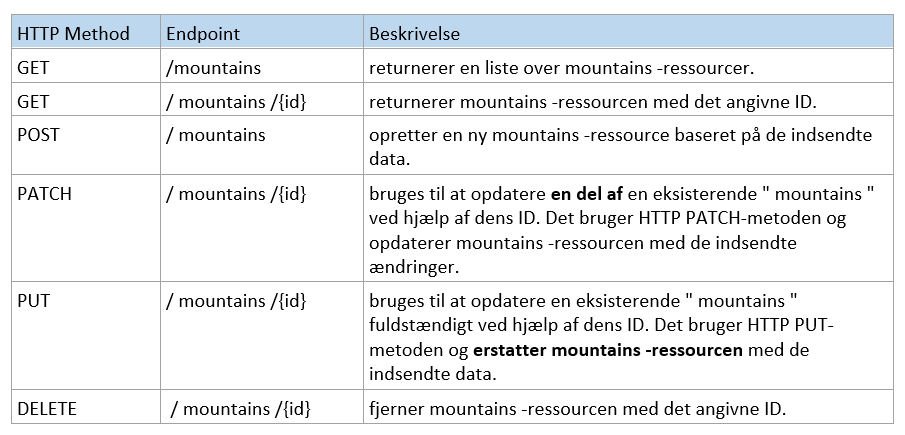 HTTP Method Endpoint Beskrivelse
GET /mountains returnerer en liste over mountains -ressourcer.
GET / mountains /{id} returnerer mountains -ressourcen med det angivne ID.
POST / mountains opretter en ny mountains -ressource baseret på de indsendte
data.
PATCH / mountains /{id} bruges til at opdatere en del af en eksisterende " mountains "
ved hjælp af dens ID. Det bruger HTTP PATCH-metoden og
opdaterer mountains -ressourcen med de indsendte
ændringer.
PUT / mountains /{id} bruges til at opdatere en eksisterende " mountains "
fuldstændigt ved hjælp af dens ID. Det bruger HTTP PUT-
metoden og erstatter mountains -ressourcen med de
indsendte data.
DELETE / mountains /{id} fjerner mountains -ressourcen med det angivne ID.